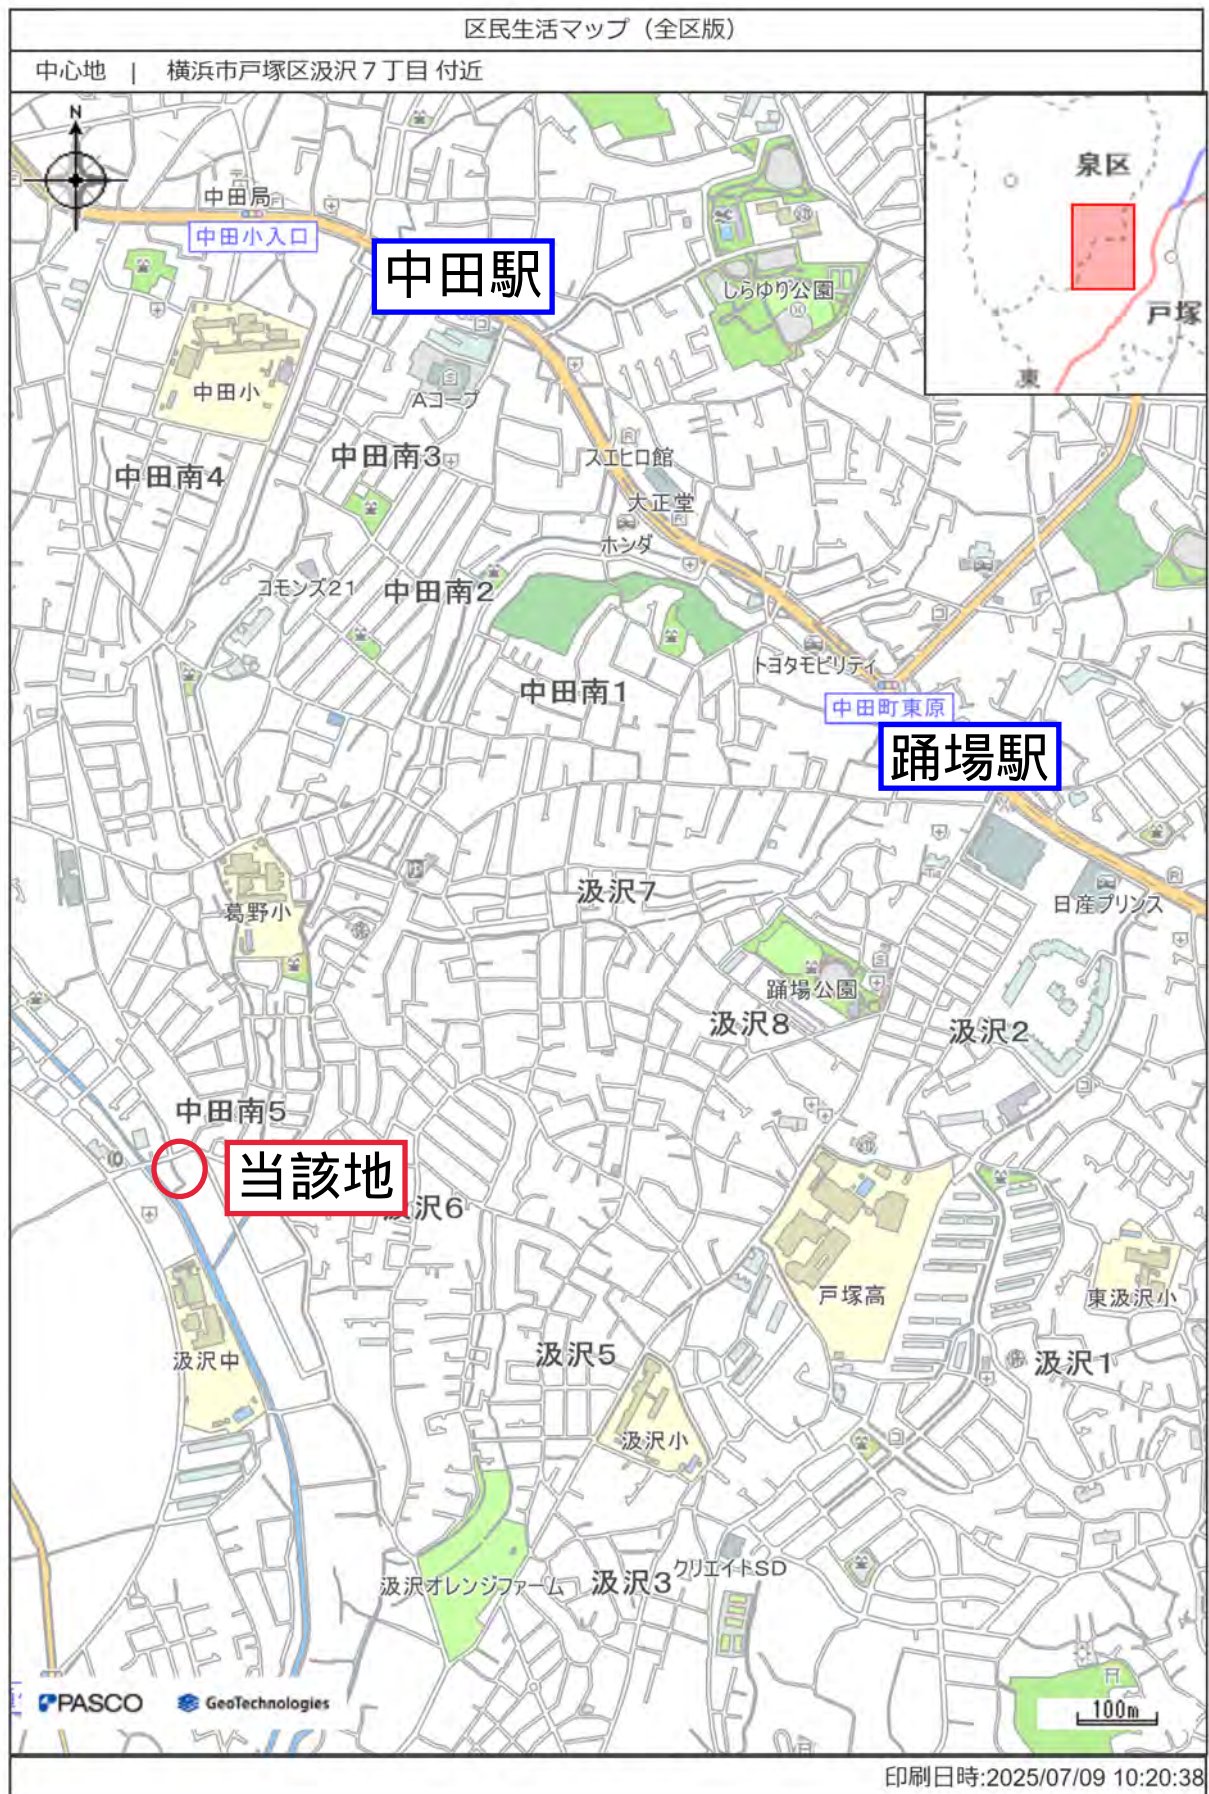 区民生活マップ（全区版）
中心地 | 横浜市戸塚区汲沢７丁目 付近
N
泉区
戸塚
東
中田局
中田小入口
中田駅
しらゆり公園
中田小
Aコープ
中田南3
中田南4
スエヒロ館
大正堂
ホンダ
コモンズ21
中田南2
トヨタモビリティ
中田南1
中田町東原
踊場駅
汲沢7
日産プリンス
葛野小
踊場公園
汲沢8
汲沢2
中田南5
当該地
汲沢6
戸塚高
東汲沢小
汲沢5
汲沢1
汲沢中
汲沢小
クリエイトSD
汲沢オレンジファーム
汲沢3
PASCO
GeoTechnologies
100m
印刷日時:2025/07/09 10:20:38